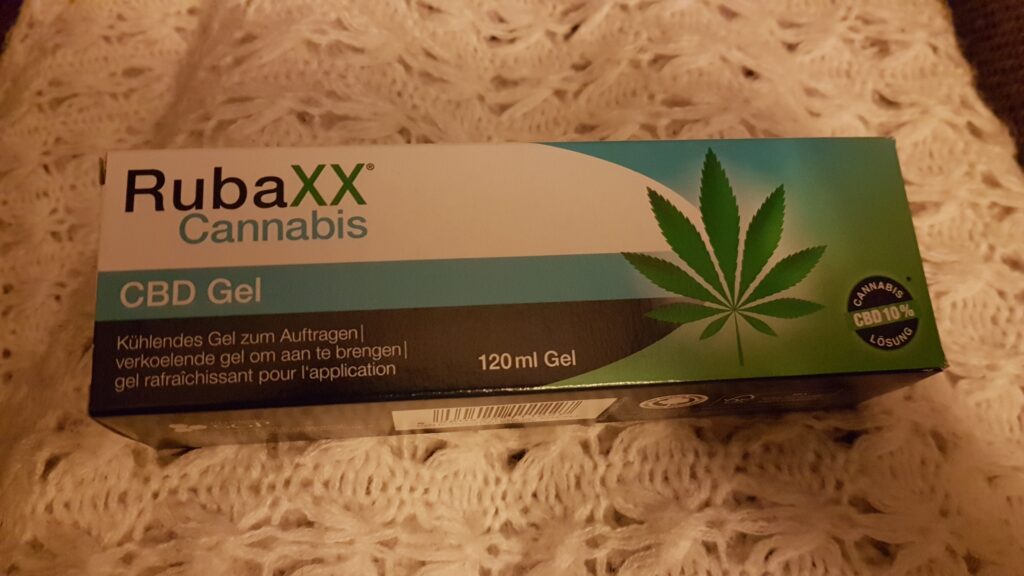 RubaXX®
Cannabis
CBD Gel
Kühlendes Gel zum Auftragen|
verkoelende gel om aan te brengen|
gel rafraîchissant pour l'application
120 ml Gel
CANNABIS
CBD 10%
LÖSUNG